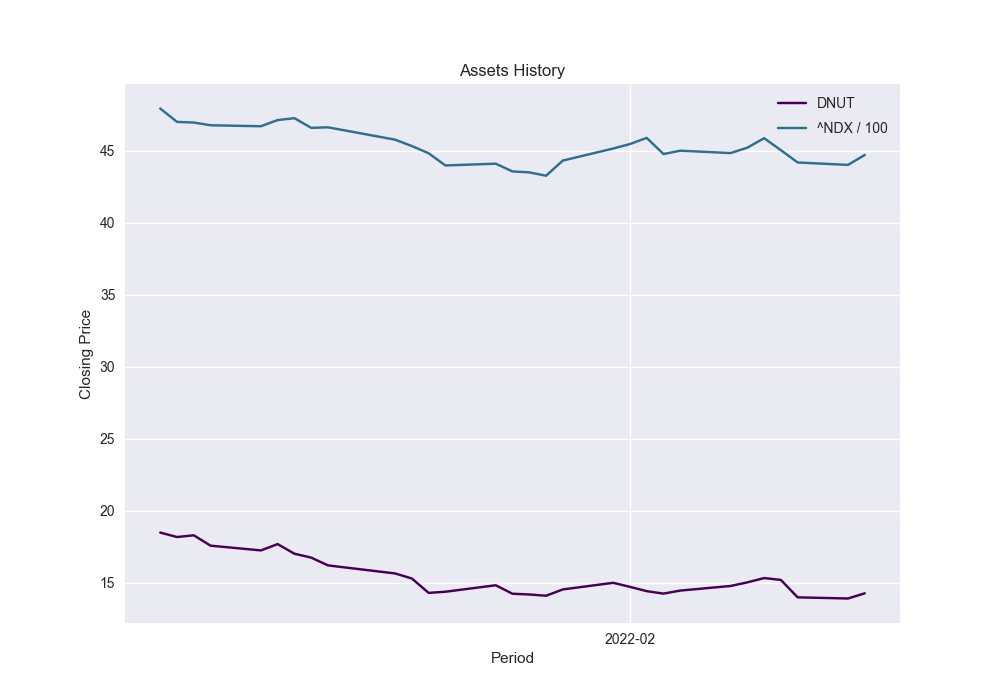 Assets History
DNUT
^NDX / 100
45
40
35
30
25
20
15
Closing Price
2022-02
Period